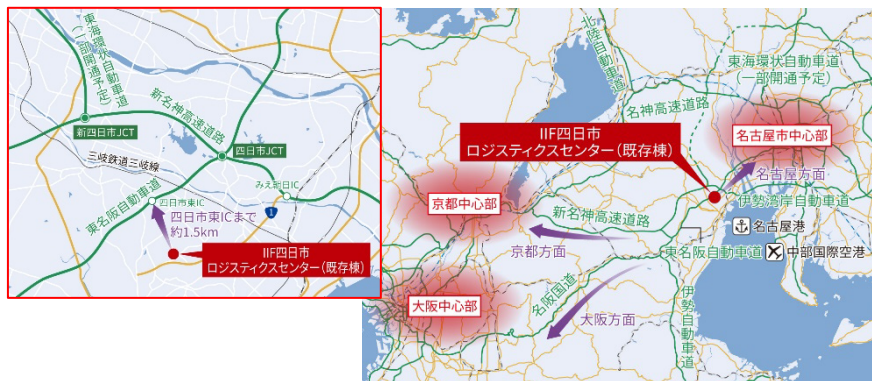 東海環状自動車道
(一部開通予定)
新名神高速道路
新四日市JCT
四日市JCT
三岐鉄道三岐線
みえ朝日IC
東名阪自動車道
四日市東IC
1
四日市東ICまで
約1.5km
IIF四日市
ロジスティクスセンター(既存棟)
北陸自動車道
東海環状自動車道
(一部開通予定)
名神高速道路
IIF四日市
ロジスティクスセンター(既存棟)
名古屋市中心部
名古屋方面
京都中心部
新名神高速道路
伊勢湾岸自動車道
名古屋港
京都方面
東名阪自動車道
中部国際空港
大阪中心部
名阪国道
大阪方面
伊勢自動車道